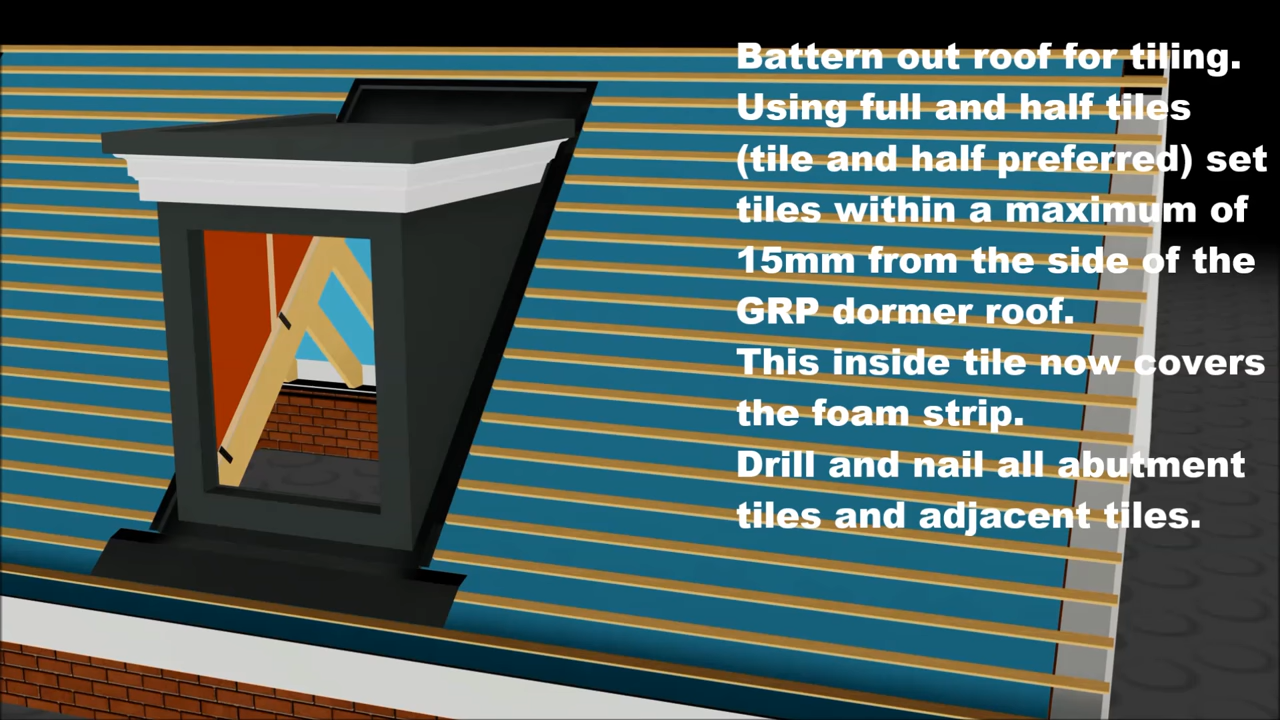 Battern out roof for tiling.
Using full and half tiles
(tile and half preferred) set
tiles within a maximum of
15mm from the side of the
GRP dormer roof.
This inside tile now covers
the foam strip.
Drill and nail all abutment
tiles and adjacent tiles.